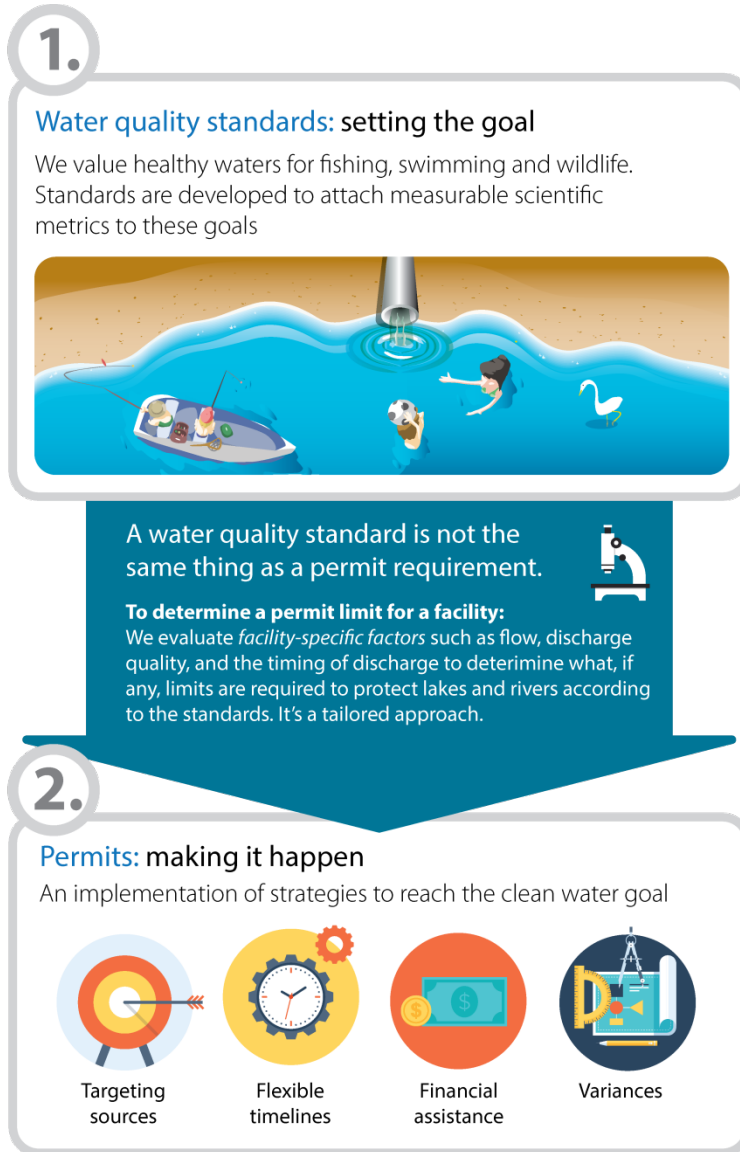 1.
Water quality standards: setting the goal
We value healthy waters for fishing, swimming and wildlife.
Standards are developed to attach measurable scientific
metrics to these goals
A water quality standard is not the
same thing as a permit requirement.
To determine a permit limit for a facility:
We evaluate facility-specific factors such as flow, discharge
quality, and the timing of discharge to deterimine what, if
any, limits are required to protect lakes and rivers according
to the standards. It's a tailored approach.
2.
Permits: making it happen
An implementation of strategies to reach the clean water goal
$
$
Targeting
sources
Flexible
timelines
Financial
assistance
Variances